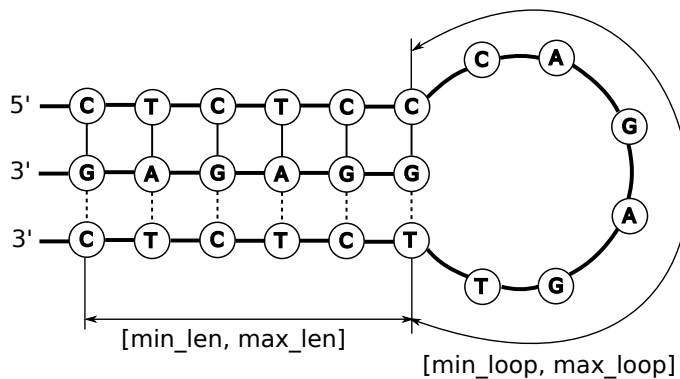 C A
5' C T C T C C
G
3' G A G A G G
A
3' C T C T C T
T G
[min_len, max_len]
[min_loop, max_loop]